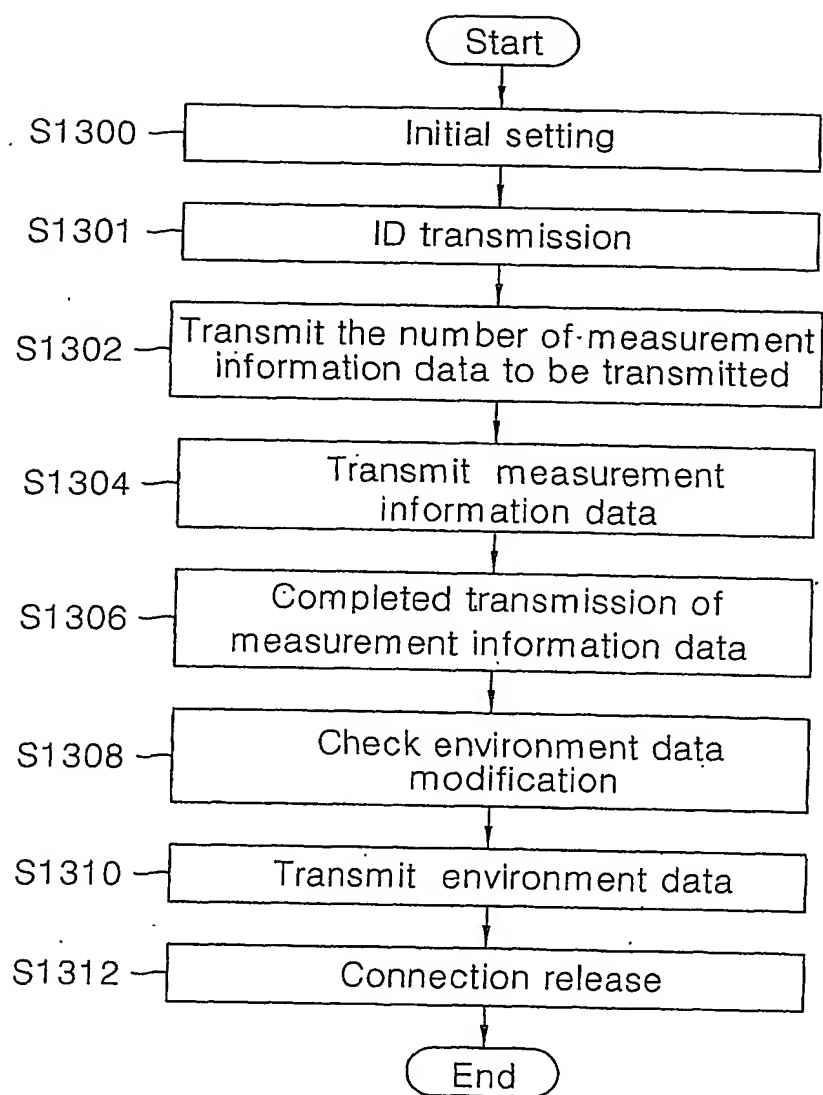 Start
S1300 Initial setting
S1301 ID transmission
S1302 Transmit the number of measurement
information data to be transmitted
S1304 Transmit measurement
information data
S1306 Completed transmission of
measurement information data
S1308 Check environment data
modification
S1310 Transmit environment data
S1312 Connection release
End